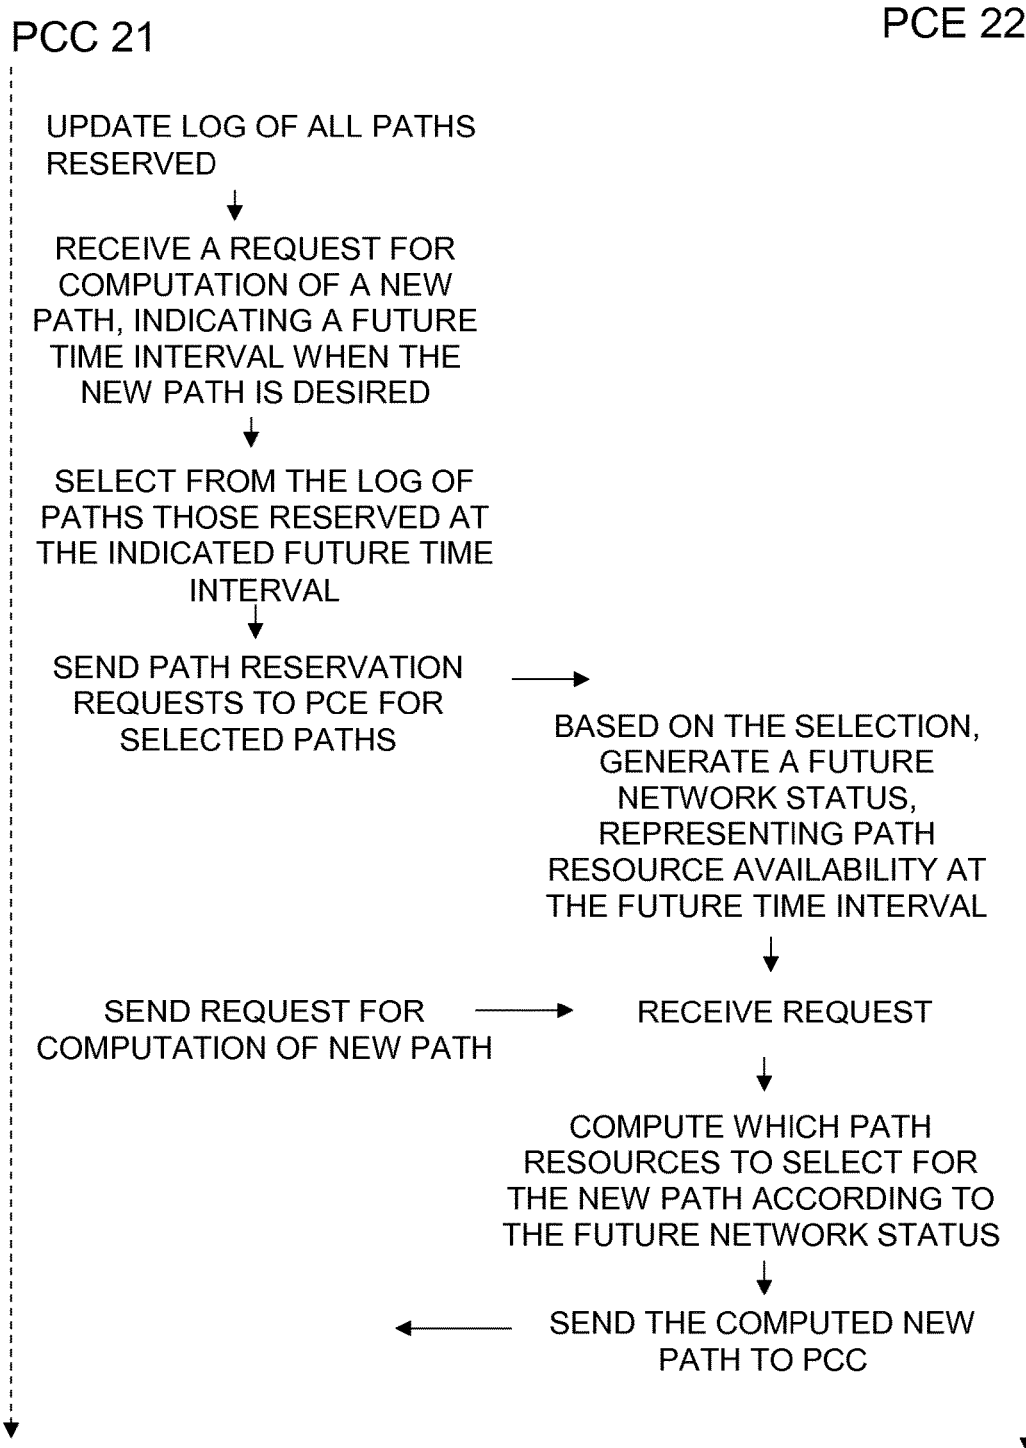 PCC 21
PCE 22
UPDATE LOG OF ALL PATHS
RESERVED
RECEIVE A REQUEST FOR
COMPUTATION OF A NEW
PATH, INDICATING A FUTURE
TIME INTERVAL WHEN THE
NEW PATH IS DESIRED
SELECT FROM THE LOG OF
PATHS THOSE RESERVED AT
THE INDICATED FUTURE TIME
INTERVAL
SEND PATH RESERVATION
REQUESTS TO PCE FOR
SELECTED PATHS
BASED ON THE SELECTION,
GENERATE A FUTURE
NETWORK STATUS,
REPRESENTING PATH
RESOURCE AVAILABILITY AT
THE FUTURE TIME INTERVAL
SEND REQUEST FOR
COMPUTATION OF NEW PATH
RECEIVE REQUEST
COMPUTE WHICH PATH
RESOURCES TO SELECT FOR
THE NEW PATH ACCORDING TO
THE FUTURE NETWORK STATUS
SEND THE COMPUTED NEW
PATH TO PCC